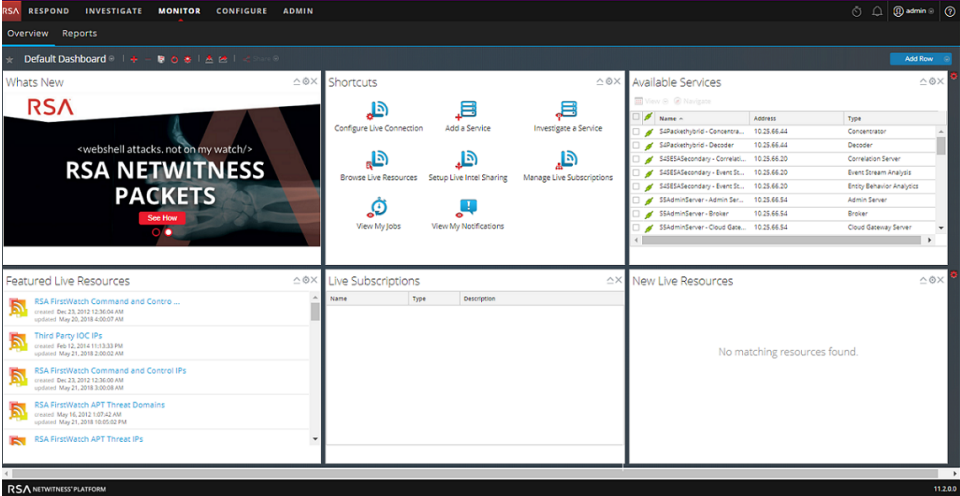 RSA RESPOND INVESTIGATE MONITOR CONFIGURE ADMIN admin
Overview Reports
Default Dashboard Share Add Row
Whats New
RSA
<webshell attacks, not on my watch/>
RSA NETWITNESS
PACKETS
See How
Shortcuts
Configure Live Connection Add a Service Investigate a Service
Browse Live Resources Setup Live Intel Sharing Manage Live Subscriptions
View My Jobs View My Notifications
Available Services
View Navigate
Name Address Type
S4Packethybrid - Concentra... 10.25.66.44 Concentrator
S4Packethybrid - Decoder 10.25.66.44 Decoder
S4SESASecondary - Correlati... 10.25.66.20 Correlation Server
S4SESASecondary - Event St... 10.25.66.20 Event Stream Analysis
S4SESASecondary - Event St... 10.25.66.20 Entity Behavior Analytics
S5AdminServer - Admin Ser... 10.25.66.54 Admin Server
S5AdminServer - Broker 10.25.66.54 Broker
S5AdminServer - Cloud Gate... 10.25.66.54 Cloud Gateway Server
Featured Live Resources
RSA FirstWatch Command and Contro ...
created Dec 23, 2012 12:36:04 AM
updated May 20, 2018 4:00:07 AM
Third Party IOC IPs
created Feb 12, 2014 11:13:33 PM
updated May 21, 2018 2:00:02 AM
RSA FirstWatch Command and Control IPs
created Dec 23, 2012 12:36:00 AM
updated May 21, 2018 3:00:08 AM
RSA FirstWatch APT Threat Domains
created May 16, 2012 1:07:42 AM
updated May 21, 2018 10:05:02 PM
RSA FirstWatch APT Threat IPs
Live Subscriptions
Name Type Description
New Live Resources
No matching resources found.
RSA NETWITNESS® PLATFORM 11.2.0.0